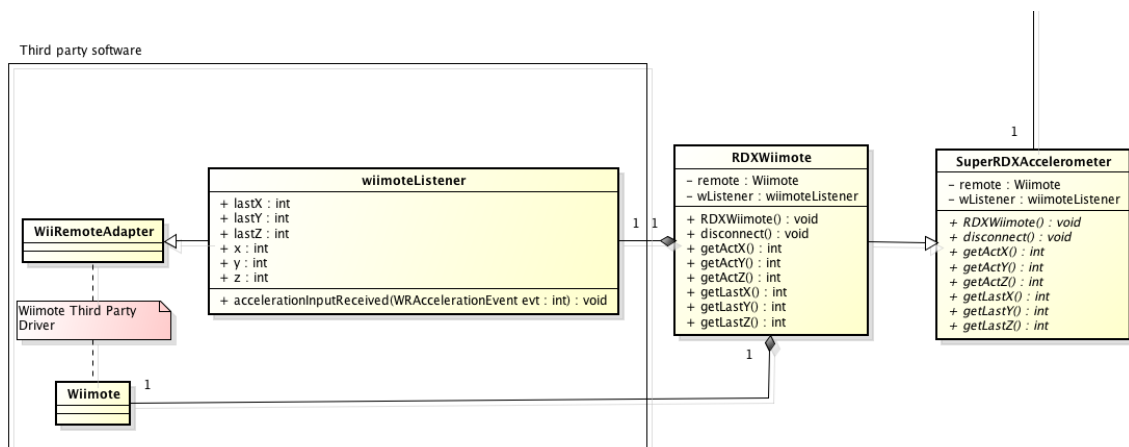 Third party software
WiiRemoteAdapter
Wiimote Third Party
Driver
Wiimote
1
wiimoteListener
+ lastX : int
+ lastY : int
+ lastZ : int
+ x : int
+ y : int
+ z : int
+ accelerationInputReceived(WRAccelerationEvent evt : int) : void
1
1
RDXWiimote
− remote : Wiimote
− wListener : wiimoteListener
+ RDXWiimote() : void
+ disconnect() : void
+ getActX() : int
+ getActY() : int
+ getActZ() : int
+ getLastX() : int
+ getLastY() : int
+ getLastZ() : int
1
1
SuperRDXAccelerometer
− remote : Wiimote
− wListener : wiimoteListener
+ RDXWiimote() : void
+ disconnect() : void
+ getActX() : int
+ getActY() : int
+ getActZ() : int
+ getLastX() : int
+ getLastY() : int
+ getLastZ() : int